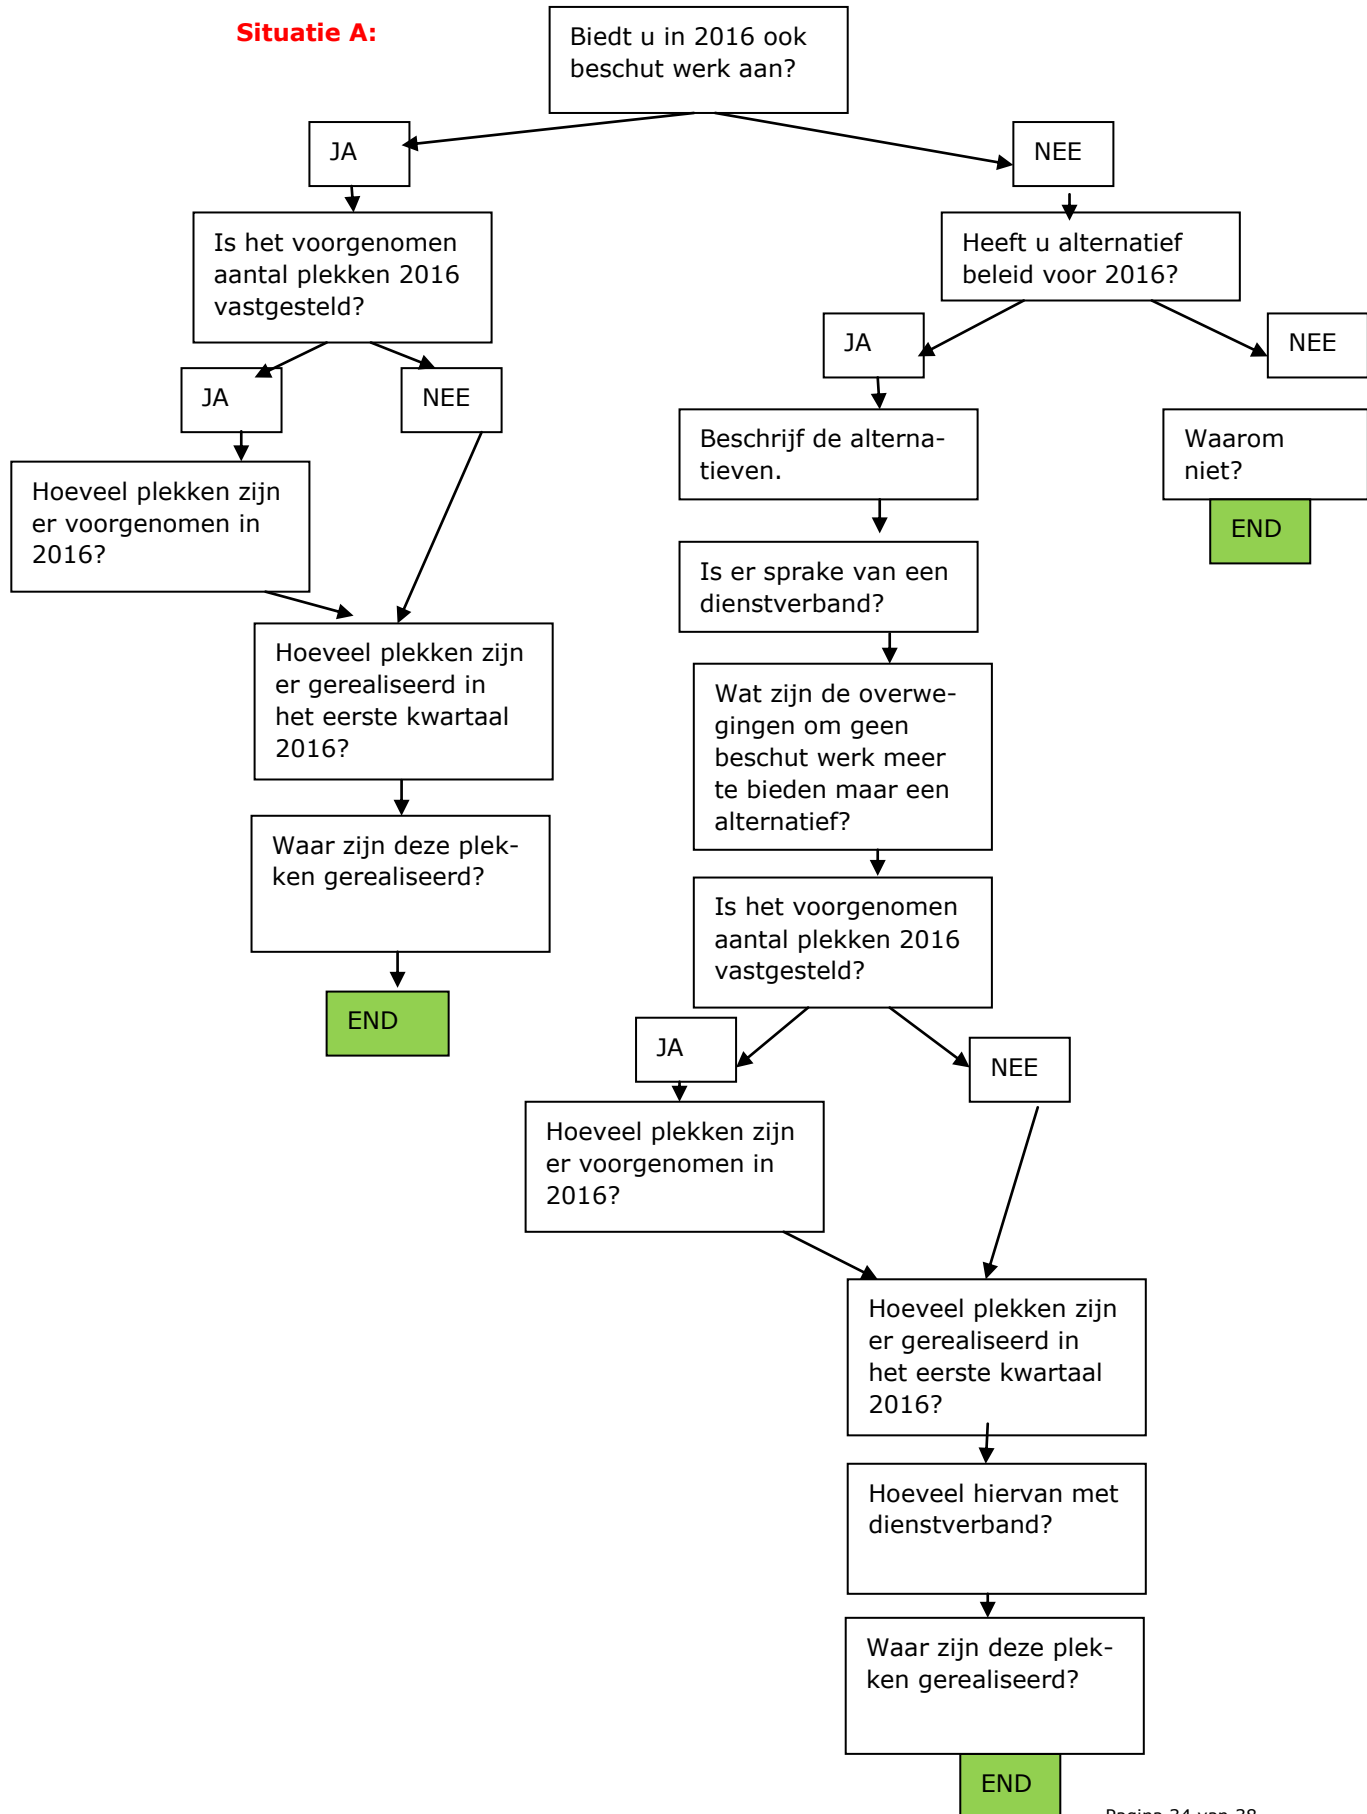 Situatie A:
Biedt u in 2016 ook
beschut werk aan?
JA
NEE
Is het voorgenomen
aantal plekken 2016
vastgesteld?
Heeft u alternatief
beleid voor 2016?
JA
NEE
JA
NEE
Hoeveel plekken zijn
er voorgenomen in
2016?
Beschrijf de alterna-
tieven.
Waarom
niet?
END
Is er sprake van een
dienstverband?
Hoeveel plekken zijn
er gerealiseerd in
het eerste kwartaal
2016?
Wat zijn de overwe-
gingen om geen
beschut werk meer
te bieden maar een
alternatief?
Waar zijn deze plek-
ken gerealiseerd?
Is het voorgenomen
aantal plekken 2016
vastgesteld?
END
JA
NEE
Hoeveel plekken zijn
er voorgenomen in
2016?
Hoeveel plekken zijn
er gerealiseerd in
het eerste kwartaal
2016?
Hoeveel hiervan met
dienstverband?
Waar zijn deze plek-
ken gerealiseerd?
END
Pagina 24 van 28